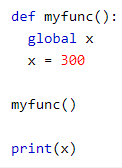 def myfunc():
  global x
  x = 300

myfunc()

print(x)